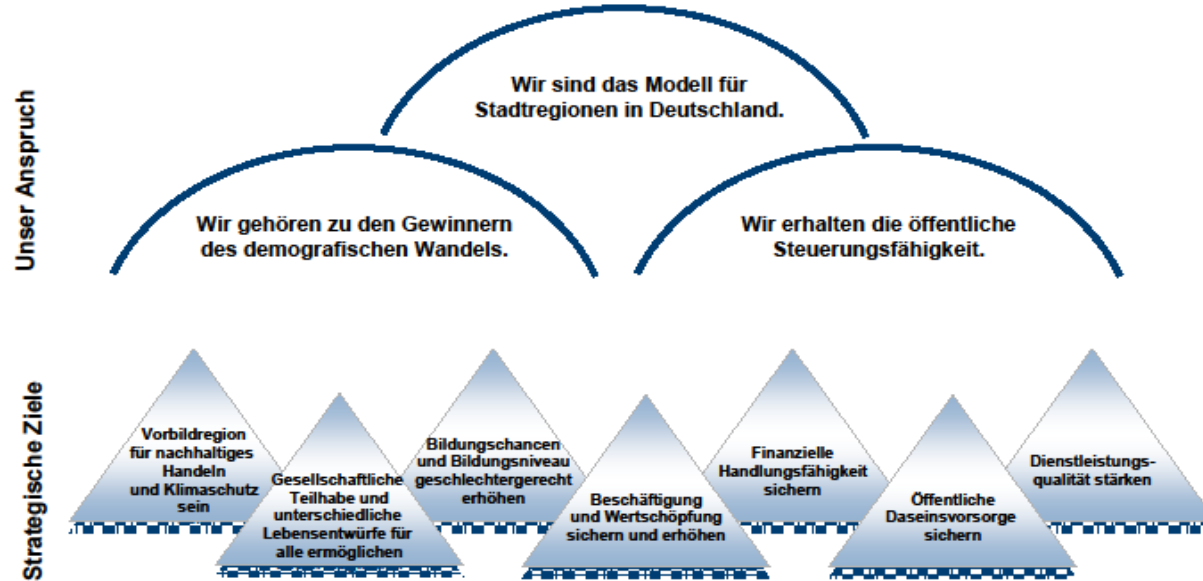 Unser Anspruch
Wir sind das Modell für
Stadtregionen in Deutschland.
Wir gehören zu den Gewinnern
des demografischen Wandels.
Wir erhalten die öffentliche
Steuerungsfähigkeit.
Strategische Ziele
Vorbildregion
für nachhaltiges
Handeln
und Klimaschutz
sein
Gesellschaftliche
Teilhabe und
unterschiedliche
Lebensentwürfe für
alle ermöglichen
Bildungschancen
und Bildungsniveau
geschlechtergerecht
erhöhen
Beschäftigung
und Wertschöpfung
sichern und erhöhen
Finanzielle
Handlungsfähigkeit
sichern
Öffentliche
Daseinsvorsorge
sichern
Dienstleistungs-
qualität stärken